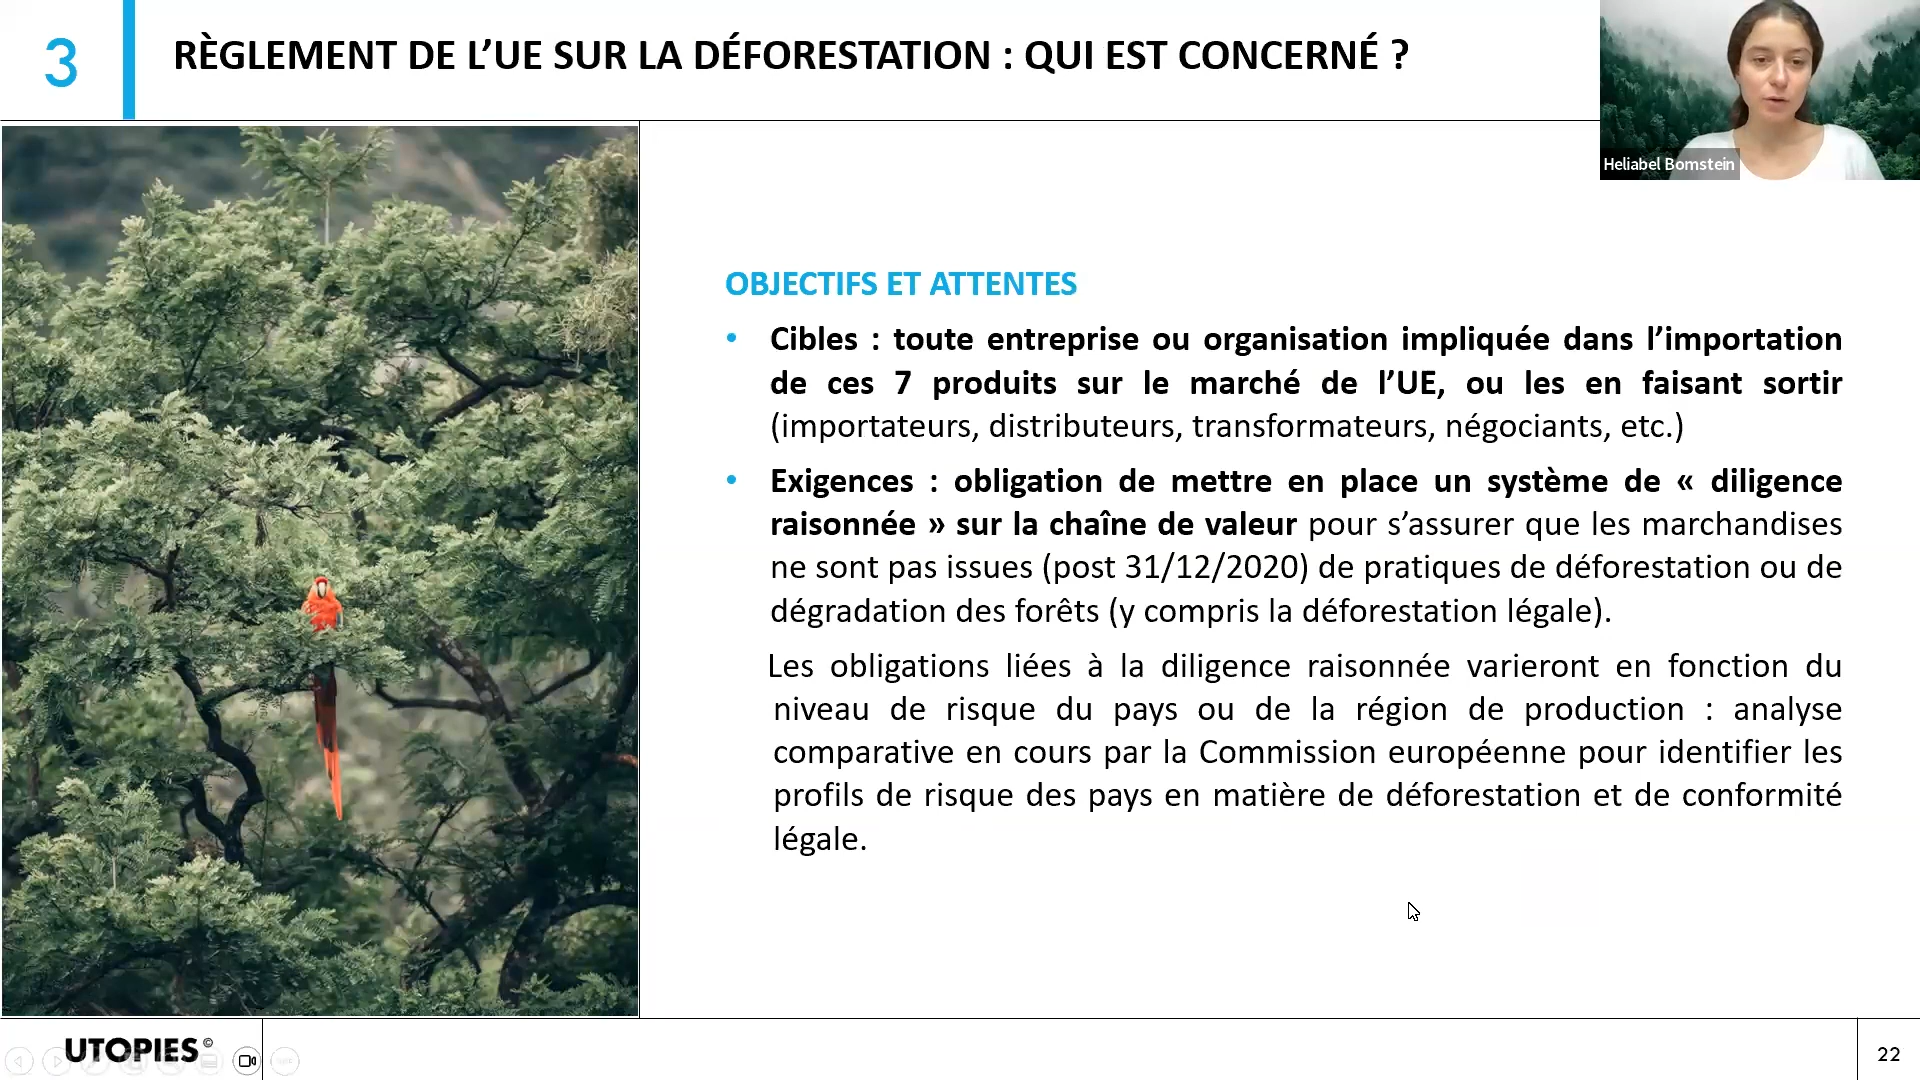 3
RÈGLEMENT DE L’UE SUR LA DÉFORESTATION : QUI EST CONCERNÉ ?
Heliabel Bomstein
OBJECTIFS ET ATTENTES
• Cibles : toute entreprise ou organisation impliquée dans l’importation
de ces 7 produits sur le marché de l’UE, ou les en faisant sortir
(importateurs, distributeurs, transformateurs, négociants, etc.)
• Exigences : obligation de mettre en place un système de « diligence
raisonnée » sur la chaîne de valeur pour s’assurer que les marchandises
ne sont pas issues (post 31/12/2020) de pratiques de déforestation ou de
dégradation des forêts (y compris la déforestation légale).
Les obligations liées à la diligence raisonnée varieront en fonction du
niveau de risque du pays ou de la région de production : analyse
comparative en cours par la Commission européenne pour identifier les
profils de risque des pays en matière de déforestation et de conformité
légale.
UTOPIES©
22